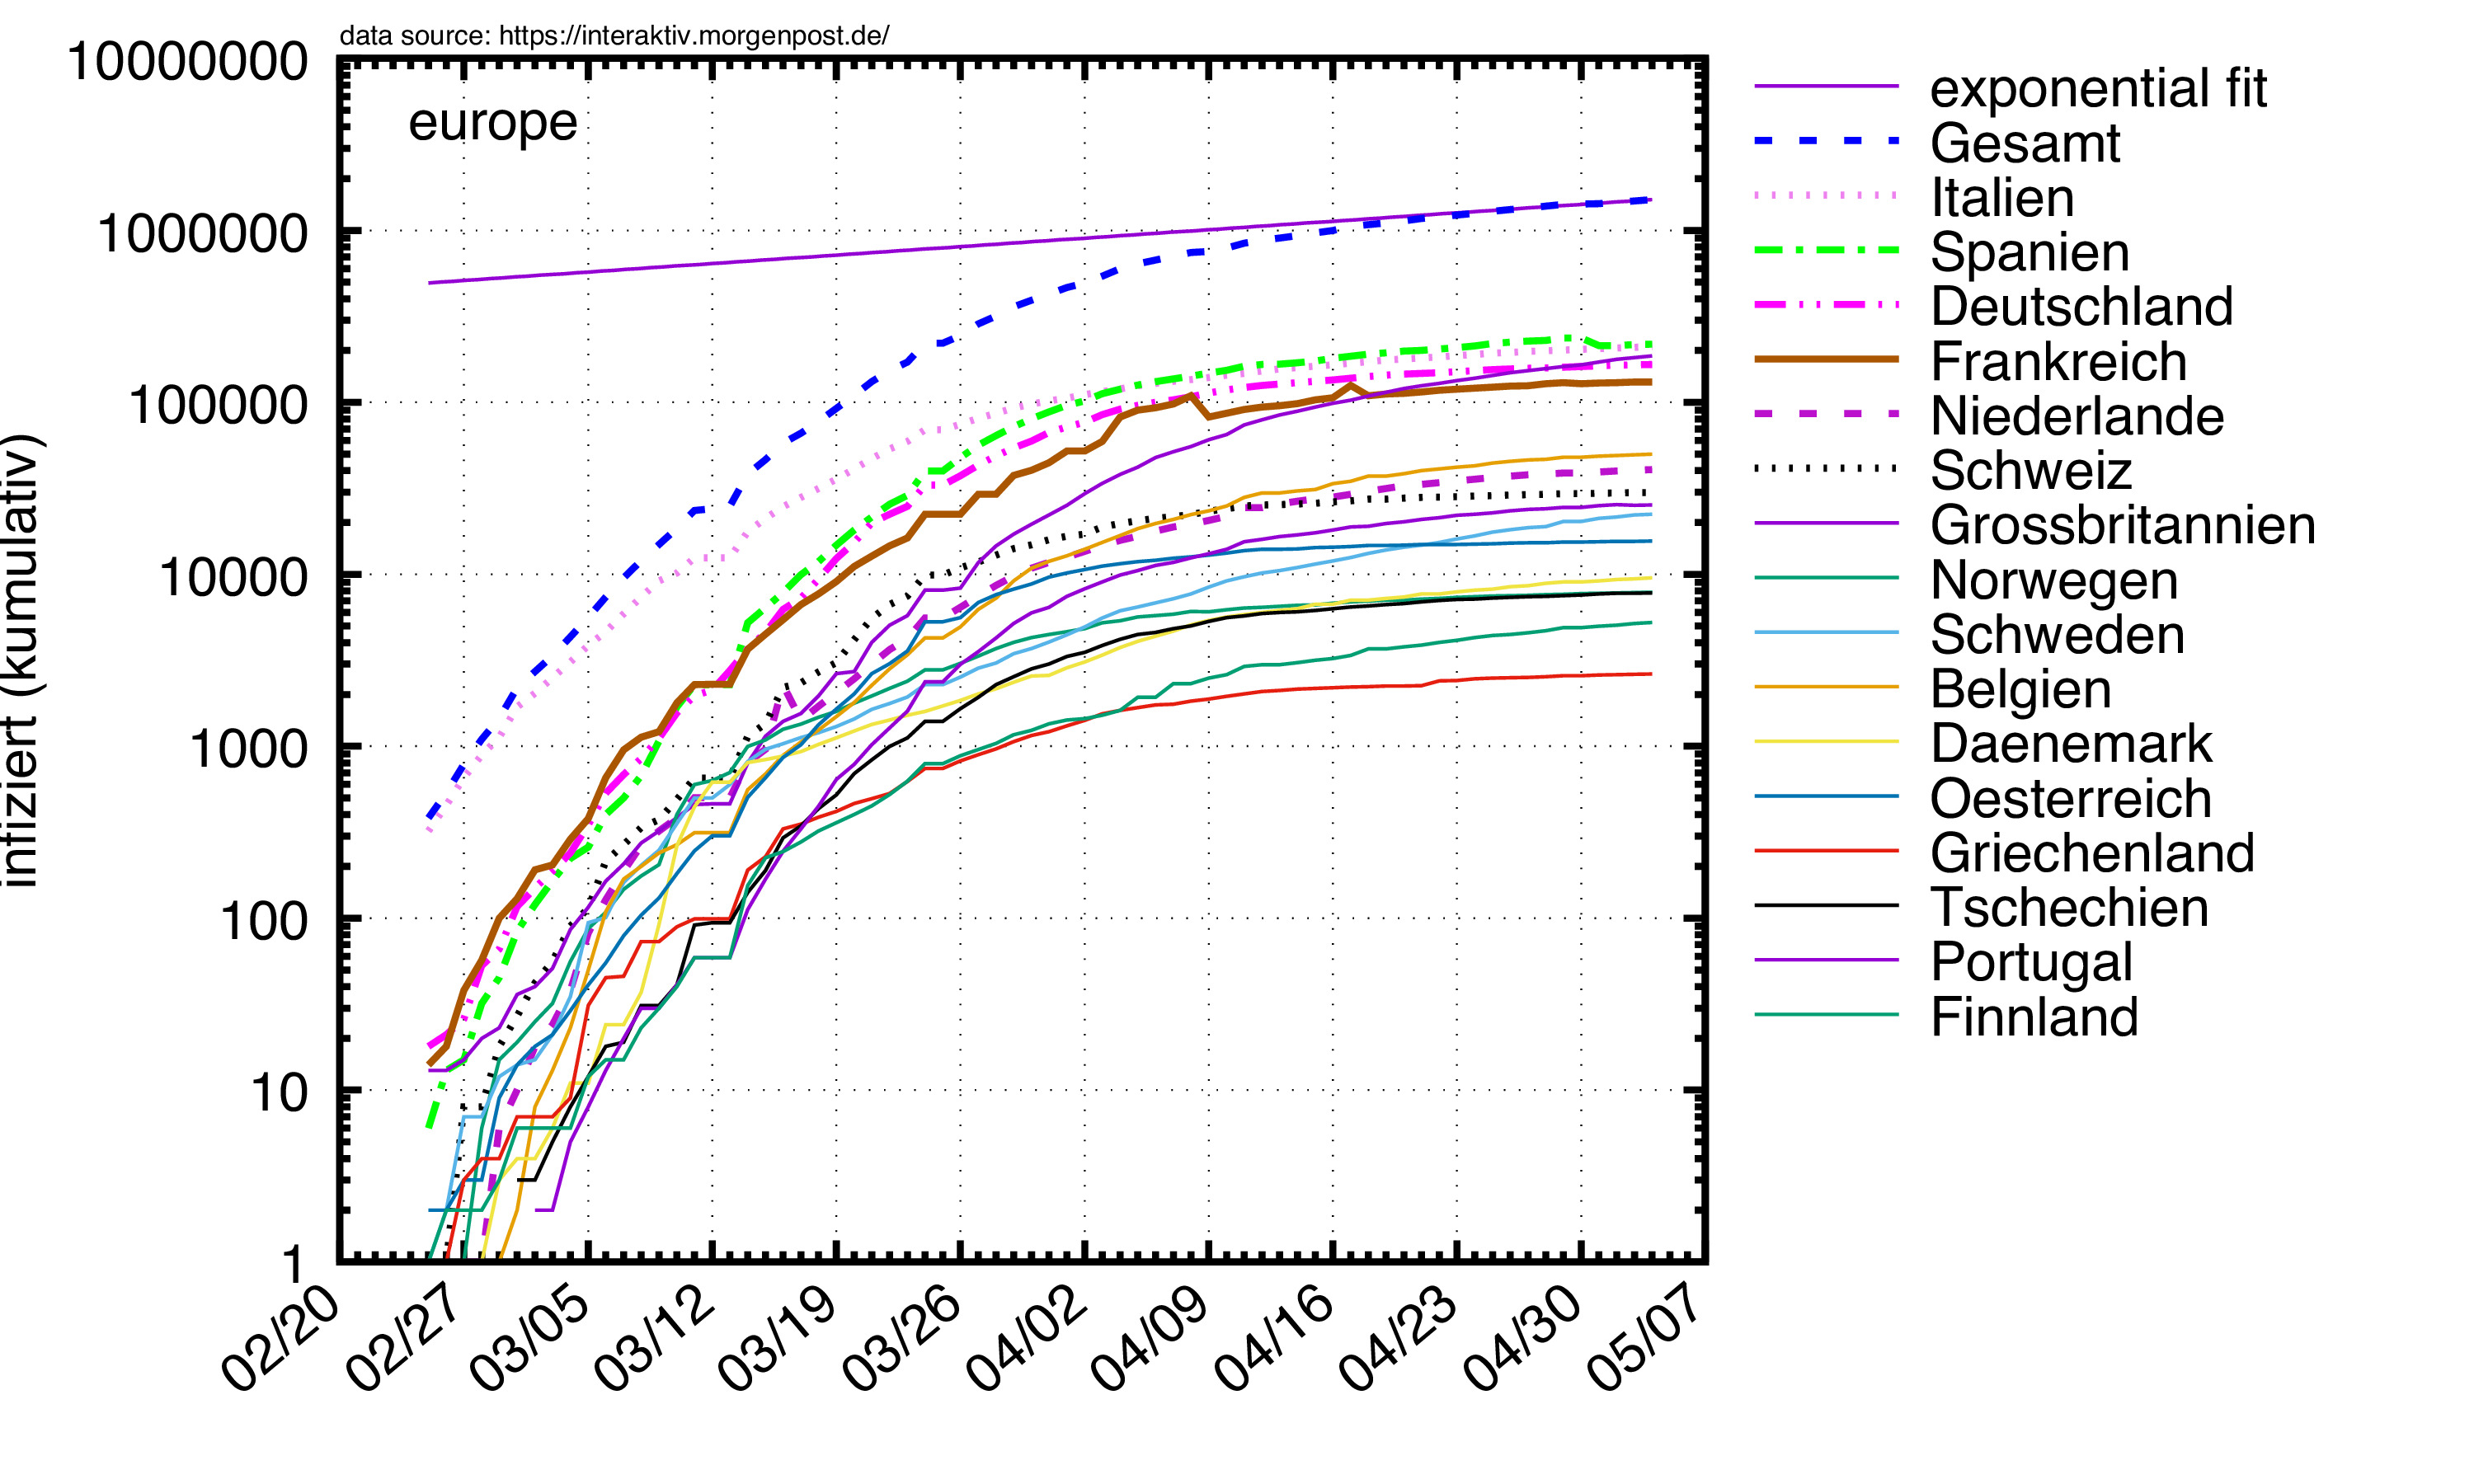 data source: https://interaktiv.morgenpost.de/
europe
infiziert (kumulativ)
10000000
1000000
100000
10000
1000
100
10
1
02/20
02/27
03/05
03/12
03/19
03/26
04/02
04/09
04/16
04/23
04/30
05/07
exponential fit
Gesamt
Italien
Spanien
Deutschland
Frankreich
Niederlande
Schweiz
Grossbritannien
Norwegen
Schweden
Belgien
Daenemark
Oesterreich
Griechenland
Tschechien
Portugal
Finnland